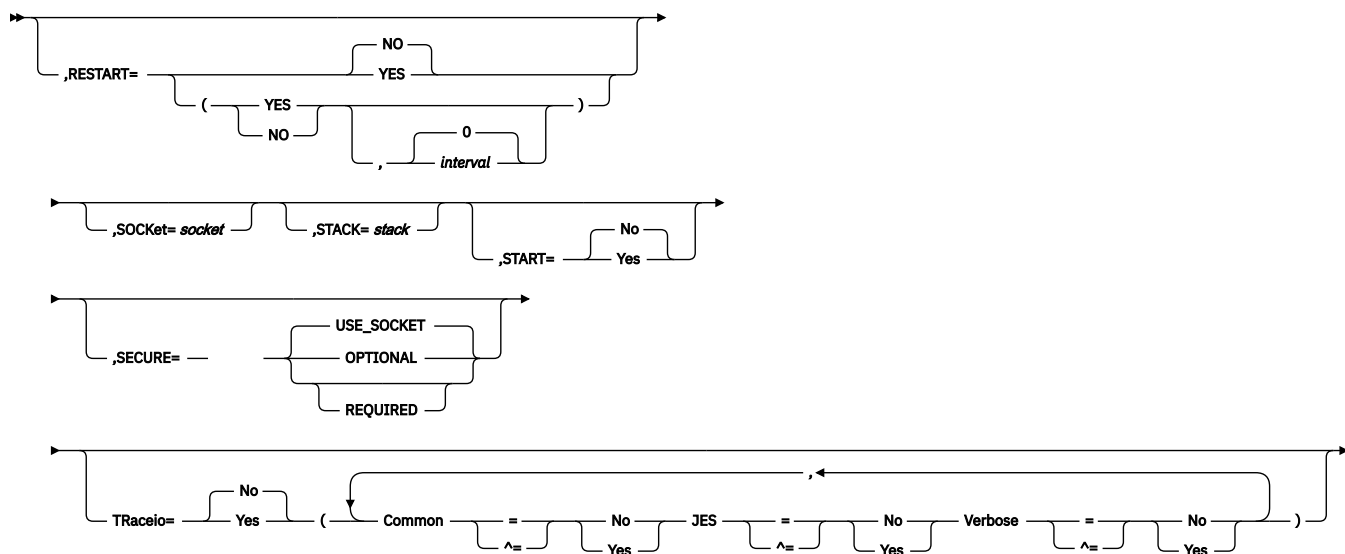 NO
,RESTART= YES
( YES )
NO 0
, interval
,SOCKet= socket ,STACK= stack No
,START= Yes
USE_SOCKET
,SECURE= OPTIONAL
REQUIRED
,
No
TRaceio= Yes ( Common = No JES = No Verbose = No )
^= Yes ^= Yes ^= Yes